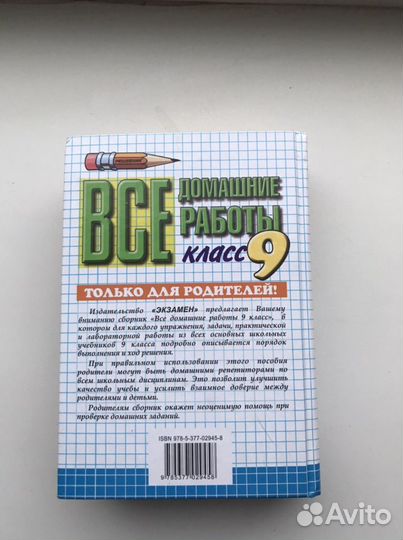 ВСЕ ДОМАШНИЕ
РАБОТЫ
КЛАСС 9
ТОЛЬКО ДЛЯ РОДИТЕЛЕЙ!
Издательство «ЭКЗАМЕН» предлагает Вашему
вниманию сборник «Все домашние работы 9 класс», в
котором для каждого упражнения, задачи, практической
и лабораторной работы из всех основных школьных
учебников 9 класса подробно описывается порядок
выполнения и ход решения.
При правильном использовании этого пособия
родители могут быть домашними репетиторами по
всем школьным дисциплинам. Это позволит улучшить
качество учебы и усилить взаимное доверие между
родителями и детьми.
Родителям сборник окажет неоценимую помощь при
проверке домашних заданий.
ISBN 978-5-377-02945-8
9 785377 029458
Avito